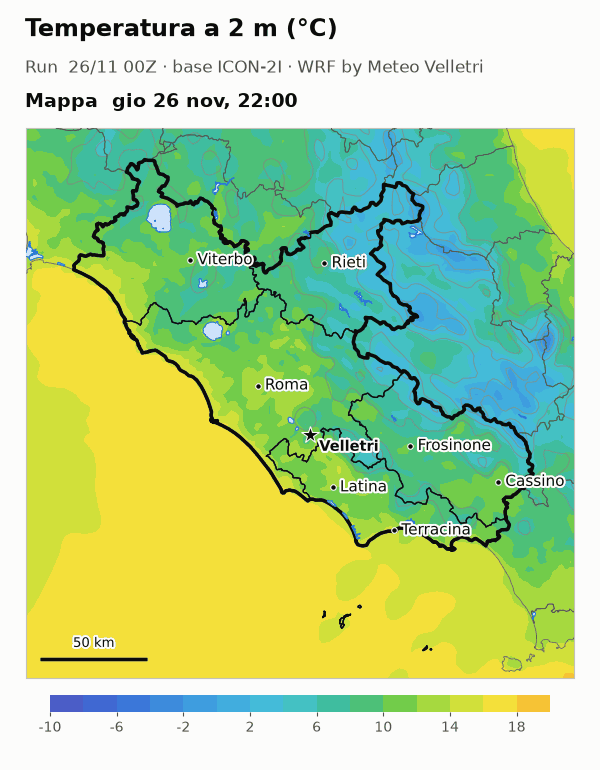 Temperatura a 2 m (°C)
Run  26/11 00Z · base ICON-2I · WRF by Meteo Velletri
Mappa  gio 26 nov, 22:00
Viterbo
Rieti
Roma
Velletri
Frosinone
Latina
Cassino
Terracina
50 km
-10 -6 -2 2 6 10 14 18